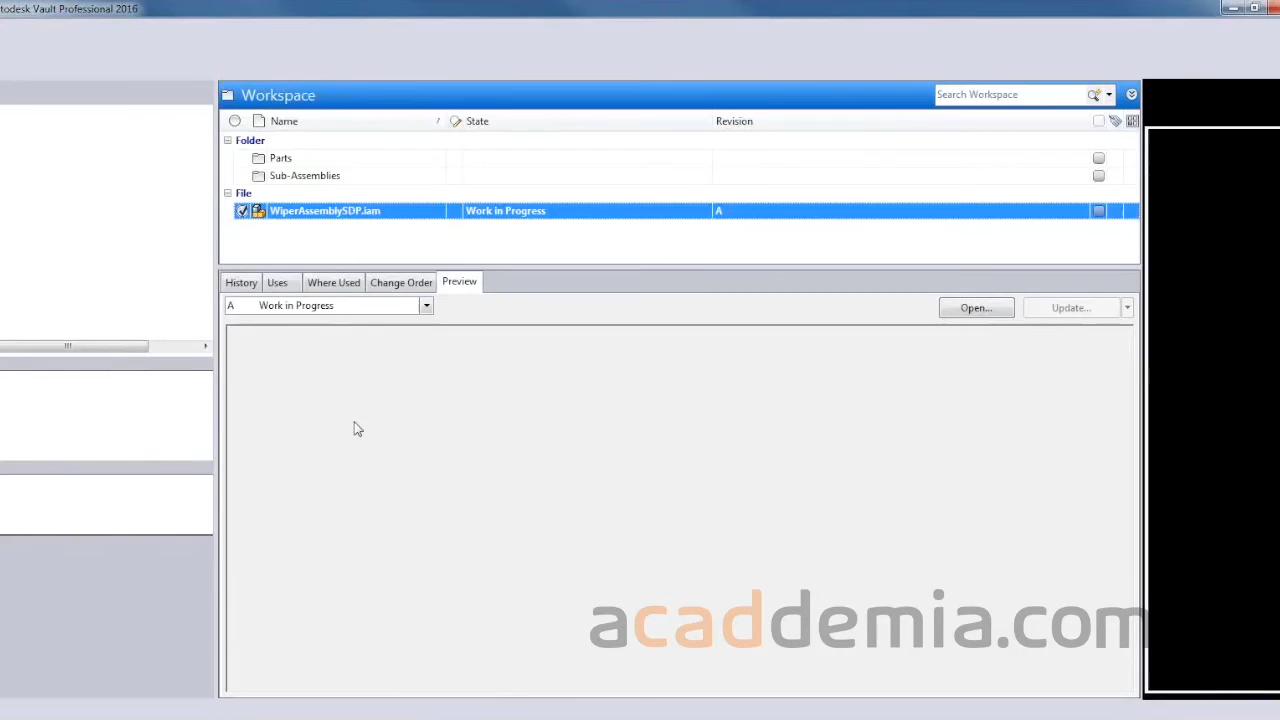 todesk Vault Professional 2016
Workspace
Search Workspace
Name / State Revision
Folder
Parts
Sub-Assemblies
File
WiperAssemblySDP.iam Work in Progress A
History Uses Where Used Change Order Preview
A Work in Progress
Open... Update...
acaddemia.com